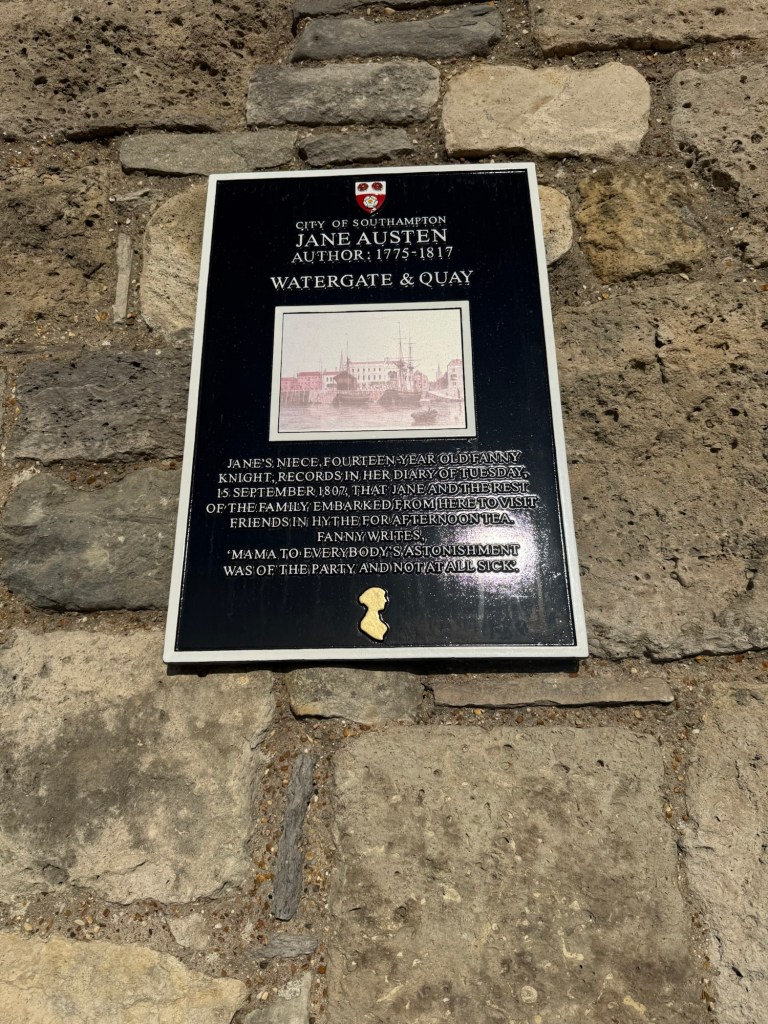 CITY OF SOUTHAMPTON
JANE AUSTEN
AUTHOR: 1775-1817
WATERGATE & QUAY
JANE'S NIECE, FOURTEEN-YEAR OLD FANNY
KNIGHT, RECORDS IN HER DIARY OF TUESDAY,
15 SEPTEMBER 1807, THAT JANE AND THE REST
OF THE FAMILY EMBARKED FROM HERE TO VISIT
FRIENDS IN HYTHE FOR AFTERNOON TEA.
FANNY WRITES,
'MAMA TO EVERYBODY'S ASTONISHMENT
WAS OF THE PARTY AND NOT AT ALL SICK'.